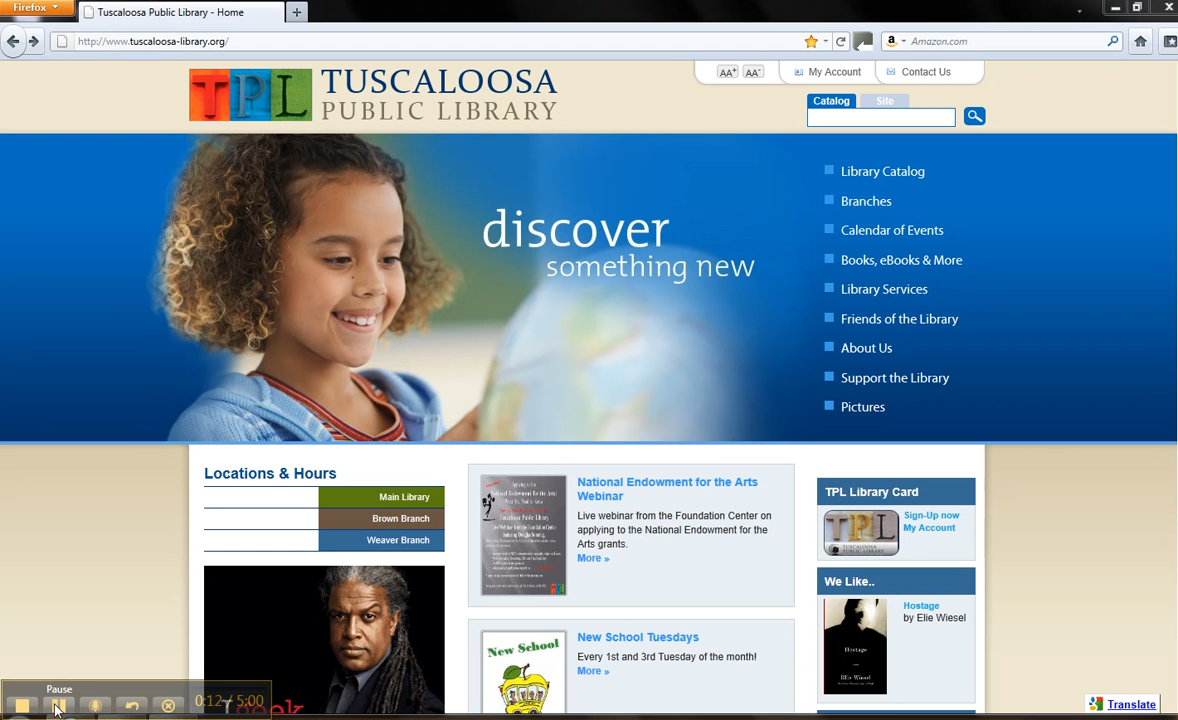 Firefox
Tuscaloosa Public Library - Home
http://www.tuscaloosa-library.org/
Amazon.com
TPL TUSCALOOSA
PUBLIC LIBRARY
AA+ AA-
My Account
Contact Us
Catalog
Site
discover
something new
Library Catalog
Branches
Calendar of Events
Books, eBooks & More
Library Services
Friends of the Library
About Us
Support the Library
Pictures
Locations & Hours
Main Library
Brown Branch
Weaver Branch
National Endowment for the Arts
Webinar
Live webinar from the Foundation Center on
applying to the National Endowment for the
Arts grants.
More »
New School
New School Tuesdays
Every 1st and 3rd Tuesday of the month!
More »
TPL Library Card
TPL
TUSCALOOSA
PUBLIC LIBRARY
Sign-Up now
My Account
We Like..
Hostage
Elie Wiesel
Hostage
by Elie Wiesel
Pause
0:12 / 5:00
geek
Translate